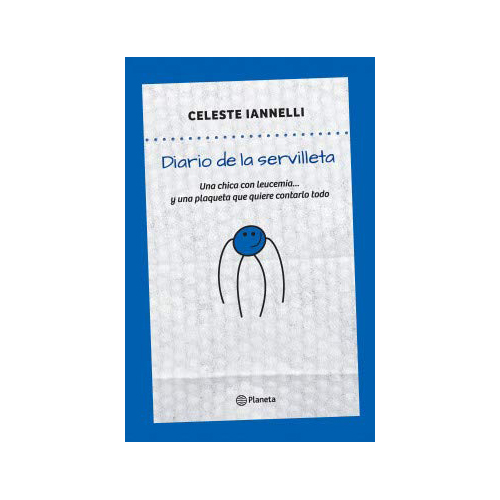 CELESTE IANNELLI
Diario de la servilleta
Una chica con leucemia...
y una plaqueta que quiere contarlo todo
Planeta